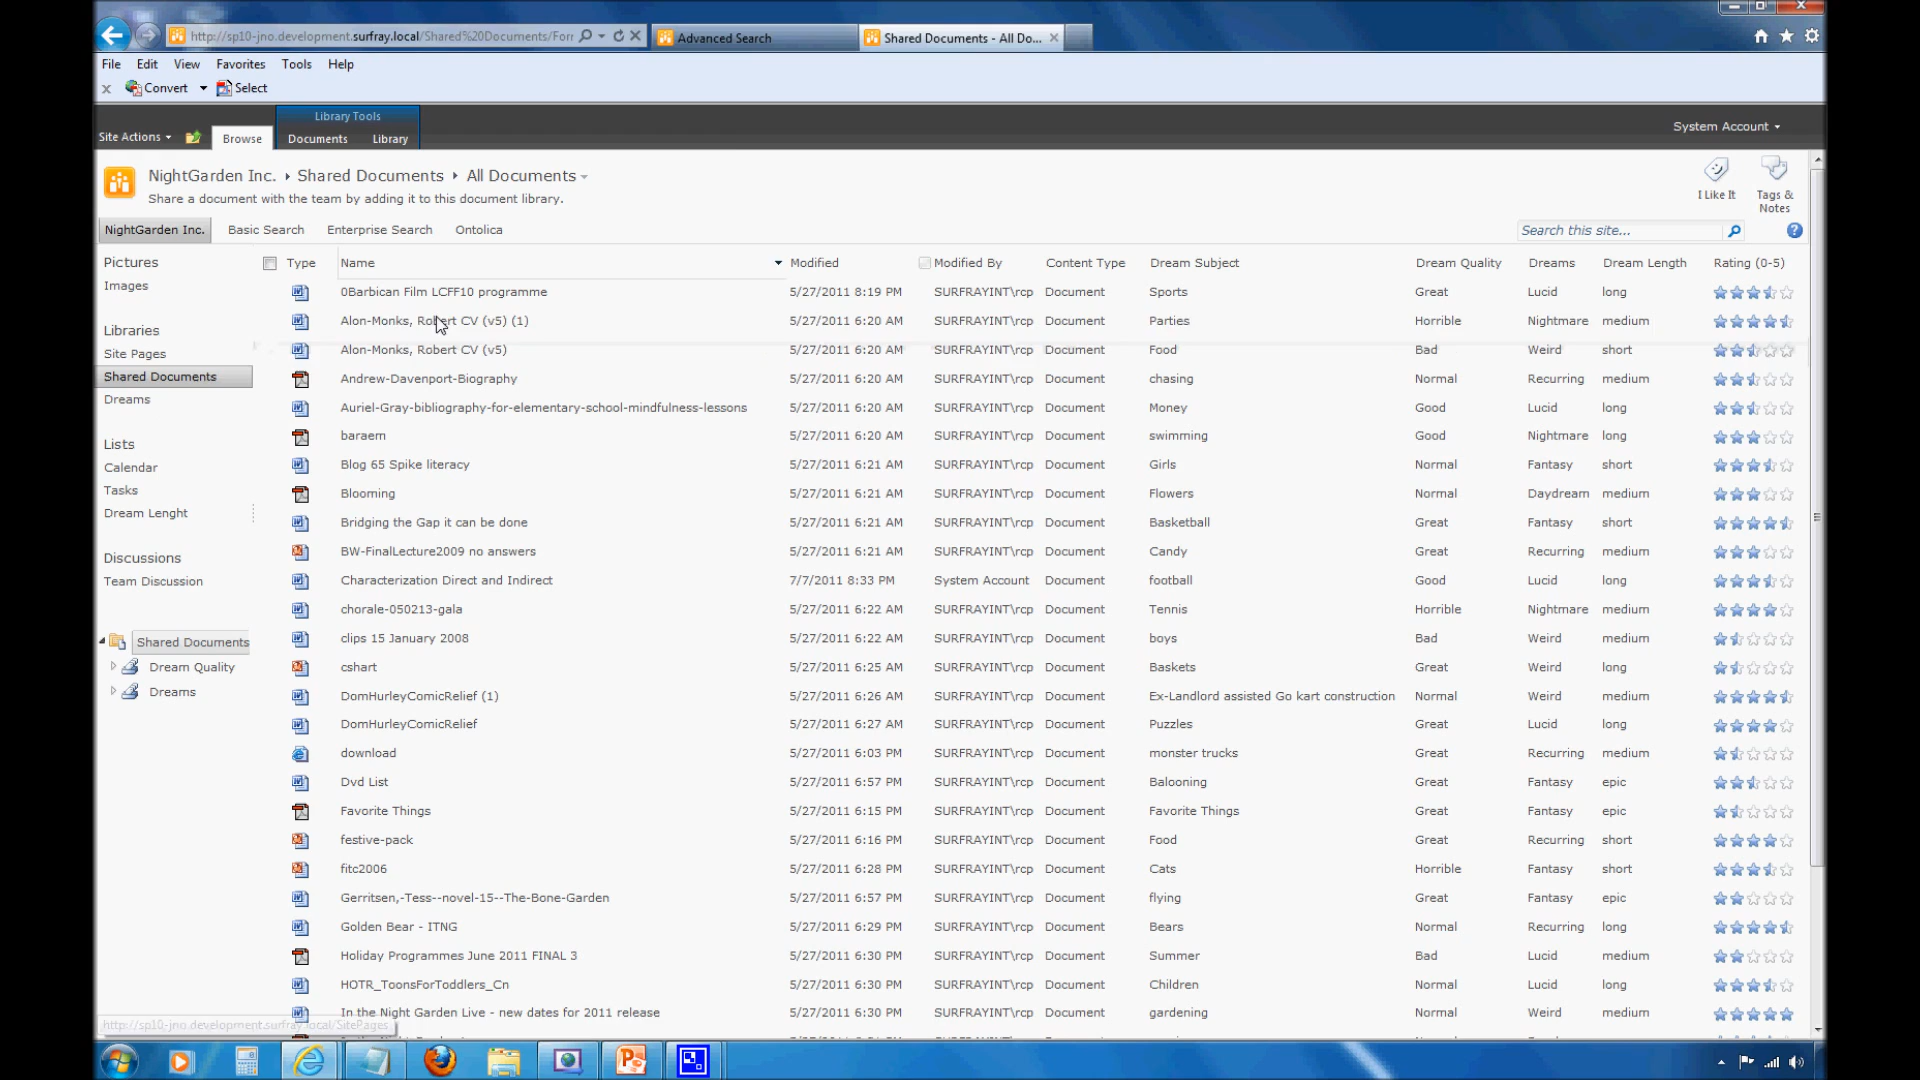 http://sp10-jno.development.surfray.local/Shared%20Documents/Forr
Advanced Search
Shared Documents - All Do...
File Edit View Favorites Tools Help
x Convert Select
Library Tools
Site Actions Browse Documents Library
System Account
NightGarden Inc. Shared Documents All Documents
Share a document with the team by adding it to this document library.
I Like It
Tags & Notes
NightGarden Inc. Basic Search Enterprise Search Ontolica
Search this site...
Pictures
Images
Libraries
Site Pages
Shared Documents
Dreams
Lists
Calendar
Tasks
Dream Lenght
Discussions
Team Discussion
Shared Documents
Dream Quality
Dreams
Type Name Modified Modified By Content Type Dream Subject Dream Quality Dreams Dream Length Rating (0-5)
0Barbican Film LCFF10 programme 5/27/2011 8:19 PM SURFRAYINT\rcp Document Sports Great Lucid long
Alon-Monks, Robert CV (v5) (1) 5/27/2011 6:20 AM SURFRAYINT\rcp Document Parties Horrible Nightmare medium
Alon-Monks, Robert CV (v5) 5/27/2011 6:20 AM SURFRAYINT\rcp Document Food Bad Weird short
Andrew-Davenport-Biography 5/27/2011 6:20 AM SURFRAYINT\rcp Document chasing Normal Recurring medium
Auriel-Gray-bibliography-for-elementary-school-mindfulness-lessons 5/27/2011 6:20 AM SURFRAYINT\rcp Document Money Good Lucid long
baraem 5/27/2011 6:20 AM SURFRAYINT\rcp Document swimming Good Nightmare long
Blog 65 Spike literacy 5/27/2011 6:21 AM SURFRAYINT\rcp Document Girls Normal Fantasy short
Blooming 5/27/2011 6:21 AM SURFRAYINT\rcp Document Flowers Normal Daydream medium
Bridging the Gap it can be done 5/27/2011 6:21 AM SURFRAYINT\rcp Document Basketball Great Fantasy short
BW-FinalLecture2009 no answers 5/27/2011 6:21 AM SURFRAYINT\rcp Document Candy Great Recurring medium
Characterization Direct and Indirect 7/7/2011 8:33 PM System Account Document football Good Lucid long
chorale-050213-gala 5/27/2011 6:22 AM SURFRAYINT\rcp Document Tennis Horrible Nightmare medium
clips 15 January 2008 5/27/2011 6:22 AM SURFRAYINT\rcp Document boys Bad Weird medium
cshart 5/27/2011 6:25 AM SURFRAYINT\rcp Document Baskets Great Weird long
DomHurleyComicRelief (1) 5/27/2011 6:26 AM SURFRAYINT\rcp Document Ex-Landlord assisted Go kart construction Normal Weird medium
DomHurleyComicRelief 5/27/2011 6:27 AM SURFRAYINT\rcp Document Puzzles Great Lucid long
download 5/27/2011 6:03 PM SURFRAYINT\rcp Document monster trucks Great Recurring medium
Dvd List 5/27/2011 6:57 PM SURFRAYINT\rcp Document Balooning Great Fantasy epic
Favorite Things 5/27/2011 6:15 PM SURFRAYINT\rcp Document Favorite Things Great Fantasy epic
festive-pack 5/27/2011 6:16 PM SURFRAYINT\rcp Document Food Great Recurring short
fitc2006 5/27/2011 6:28 PM SURFRAYINT\rcp Document Cats Horrible Fantasy short
Gerritsen,-Tess--novel-15--The-Bone-Garden 5/27/2011 6:57 PM SURFRAYINT\rcp Document flying Great Fantasy epic
Golden Bear - ITNG 5/27/2011 6:29 PM SURFRAYINT\rcp Document Bears Normal Recurring long
Holiday Programmes June 2011 FINAL 3 5/27/2011 6:30 PM SURFRAYINT\rcp Document Summer Bad Lucid medium
HOTR_ToonsForToddlers_Cn 5/27/2011 6:30 PM SURFRAYINT\rcp Document Children Normal Lucid long
In the Night Garden Live - new dates for 2011 release 5/27/2011 6:30 PM SURFRAYINT\rcp Document gardening Normal Weird medium
http://sp10-jno.development.surfray.local/SitePages